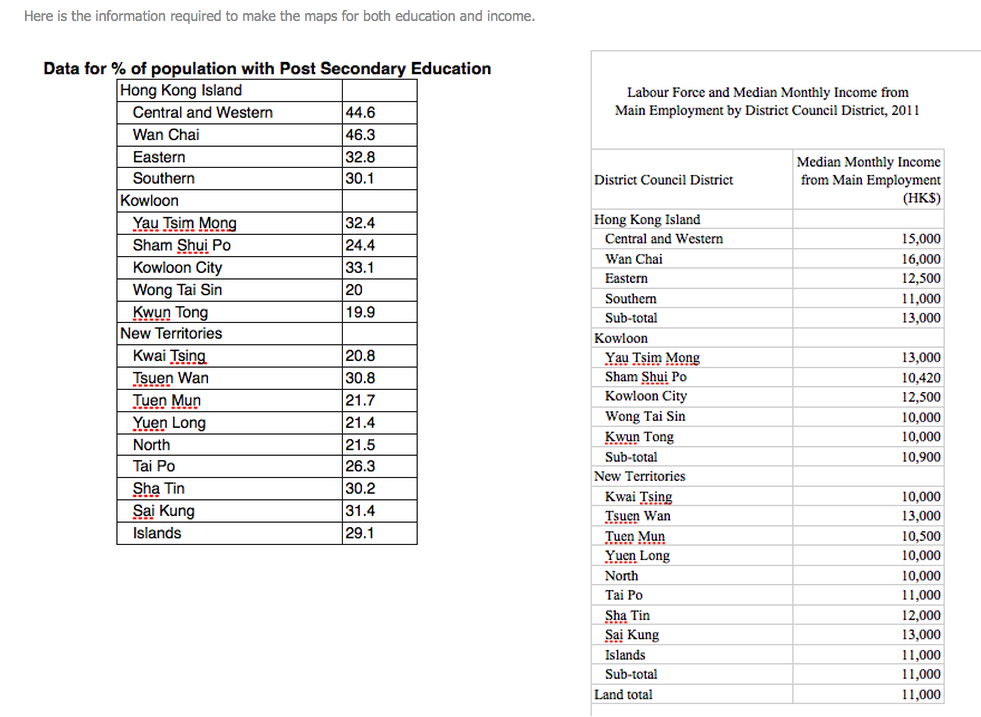 Here is the information required to make the maps for both education and income.
Data for % of population with Post Secondary Education
Hong Kong Island
Central and Western 44.6
Wan Chai 46.3
Eastern 32.8
Southern 30.1
Kowloon
Yau Tsim Mong 32.4
Sham Shui Po 24.4
Kowloon City 33.1
Wong Tai Sin 20
Kwun Tong 19.9
New Territories
Kwai Tsing 20.8
Tsuen Wan 30.8
Tuen Mun 21.7
Yuen Long 21.4
North 21.5
Tai Po 26.3
Sha Tin 30.2
Sai Kung 31.4
Islands 29.1
Labour Force and Median Monthly Income from
Main Employment by District Council District, 2011
Median Monthly Income
District Council District from Main Employment
(HK$)
Hong Kong Island
Central and Western 15,000
Wan Chai 16,000
Eastern 12,500
Southern 11,000
Sub-total 13,000
Kowloon
Yau Tsim Mong 13,000
Sham Shui Po 10,420
Kowloon City 12,500
Wong Tai Sin 10,000
Kwun Tong 10,000
Sub-total 10,900
New Territories
Kwai Tsing 10,000
Tsuen Wan 13,000
Tuen Mun 10,500
Yuen Long 10,000
North 10,000
Tai Po 11,000
Sha Tin 12,000
Sai Kung 13,000
Islands 11,000
Sub-total 11,000
Land total 11,000